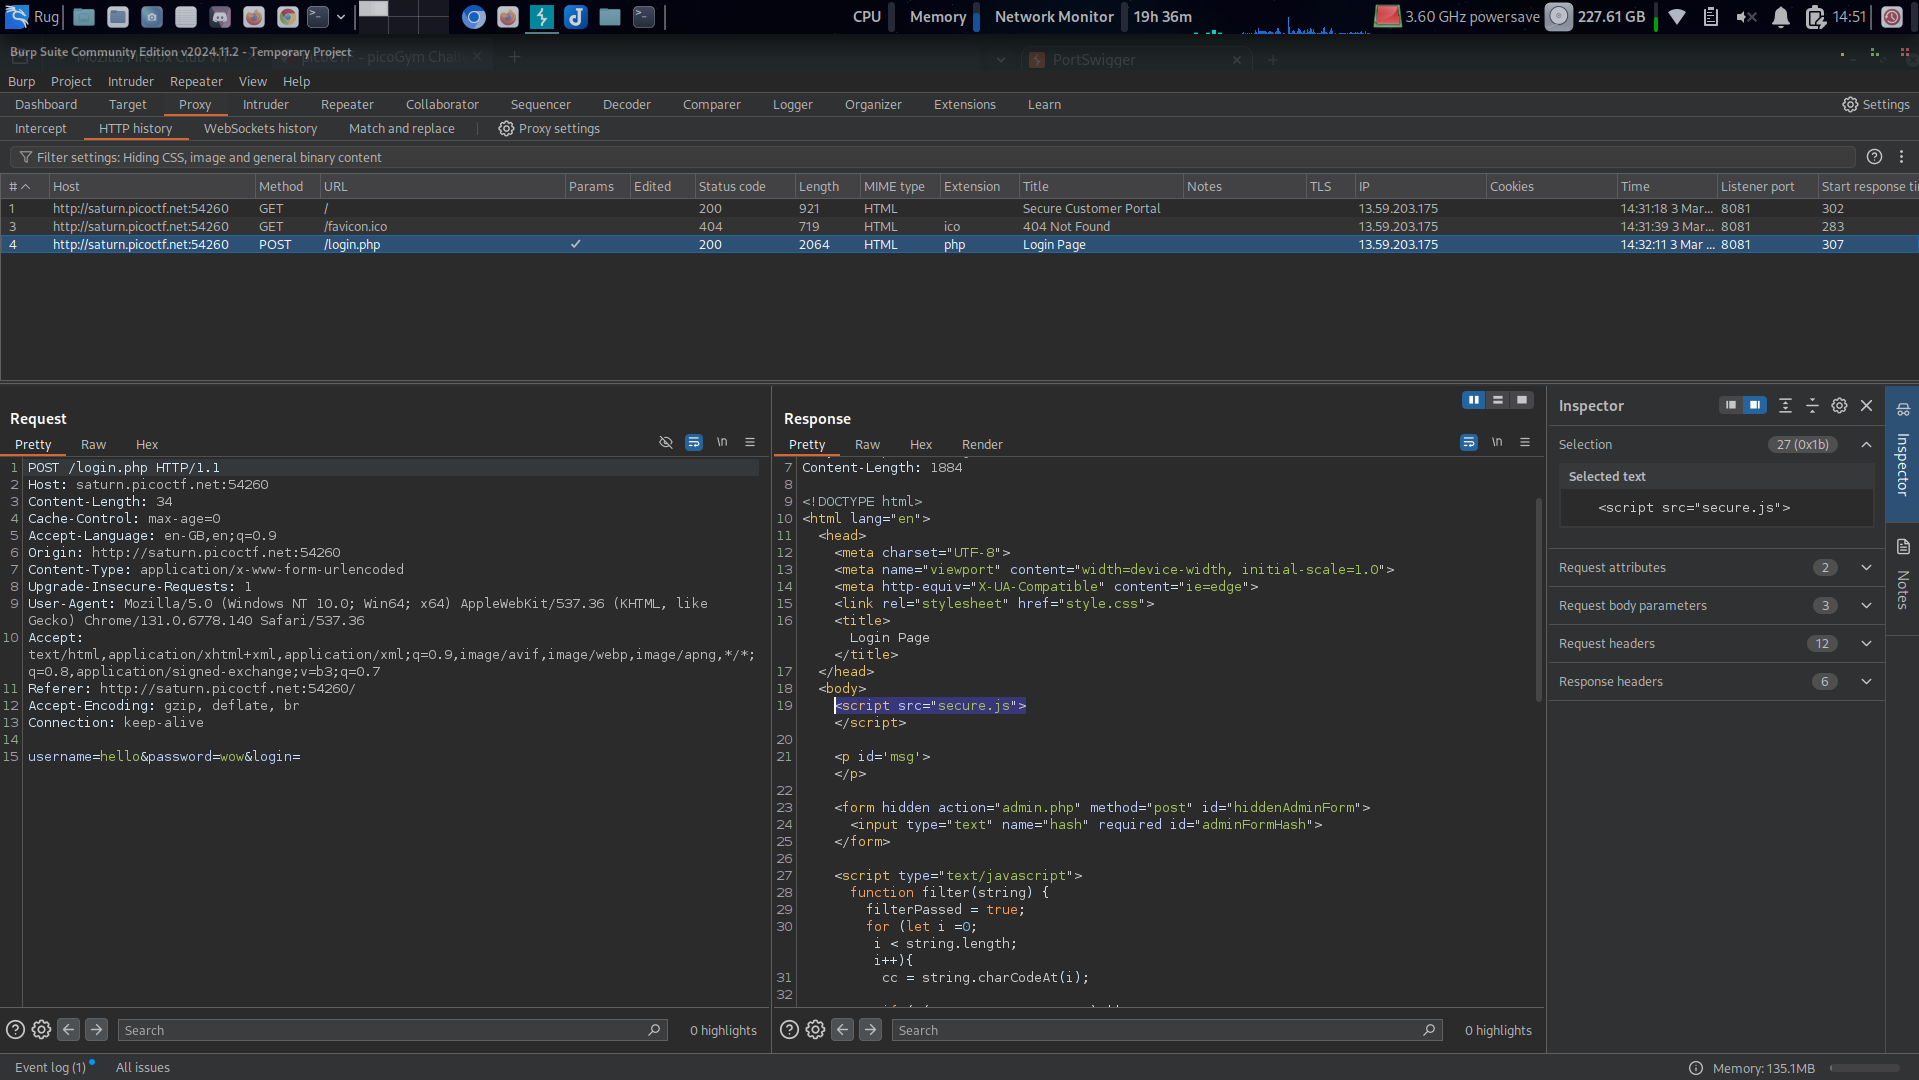 Rug
CPU
Memory
Network Monitor
19h 36m
3.60 GHz powersave
227.61 GB
14:51
Burp Suite Community Edition v2024.11.2 - Temporary Project
PortSwigger
Burp Project Intruder Repeater View Help
Dashboard Target Proxy Intruder Repeater Collaborator Sequencer Decoder Comparer Logger Organizer Extensions Learn Settings
Intercept HTTP history WebSockets history Match and replace Proxy settings
Filter settings: Hiding CSS, image and general binary content
# Host Method URL Params Edited Status code Length MIME type Extension Title Notes TLS IP Cookies Time Listener port Start response ti
1 http://saturn.picoctf.net:54260 GET / 200 921 HTML Secure Customer Portal 13.59.203.175 14:31:18 3 Mar... 8081 302
3 http://saturn.picoctf.net:54260 GET /favicon.ico 404 719 HTML ico 404 Not Found 13.59.203.175 14:31:39 3 Mar... 8081 283
4 http://saturn.picoctf.net:54260 POST /login.php ✓ 200 2064 HTML php Login Page 13.59.203.175 14:32:11 3 Mar ... 8081 307
Request
Pretty Raw Hex
\n
1 POST /login.php HTTP/1.1
2 Host: saturn.picoctf.net:54260
3 Content-Length: 34
4 Cache-Control: max-age=0
5 Accept-Language: en-GB,en;q=0.9
6 Origin: http://saturn.picoctf.net:54260
7 Content-Type: application/x-www-form-urlencoded
8 Upgrade-Insecure-Requests: 1
9 User-Agent: Mozilla/5.0 (Windows NT 10.0; Win64; x64) AppleWebKit/537.36 (KHTML, like
Gecko) Chrome/131.0.6778.140 Safari/537.36
10 Accept:
text/html,application/xhtml+xml,application/xml;q=0.9,image/avif,image/webp,image/apng,*/*;
q=0.8,application/signed-exchange;v=b3;q=0.7
11 Referer: http://saturn.picoctf.net:54260/
12 Accept-Encoding: gzip, deflate, br
13 Connection: keep-alive
14
15 username=hello&password=wow&login=
Search
0 highlights
Response
Pretty Raw Hex Render
\n
7 Content-Length: 1884
8
9 <!DOCTYPE html>
10 <html lang="en">
11 <head>
12 <meta charset="UTF-8">
13 <meta name="viewport" content="width=device-width, initial-scale=1.0">
14 <meta http-equiv="X-UA-Compatible" content="ie=edge">
15 <link rel="stylesheet" href="style.css">
16 <title>
Login Page
</title>
17 </head>
18 <body>
19 <script src="secure.js">
</script>
20
21 <p id='msg'>
</p>
22
23 <form hidden action="admin.php" method="post" id="hiddenAdminForm">
24 <input type="text" name="hash" required id="adminFormHash">
25 </form>
26
27 <script type="text/javascript">
28 function filter(string) {
29 filterPassed = true;
30 for (let i =0;
i < string.length;
i++){
31 cc = string.charCodeAt(i);
32
Search
0 highlights
Inspector
Selection 27 (0x1b)
Selected text
<script src="secure.js">
Request attributes 2
Request body parameters 3
Request headers 12
Response headers 6
Inspector
Notes
Event log (1)
All issues
Memory: 135.1MB